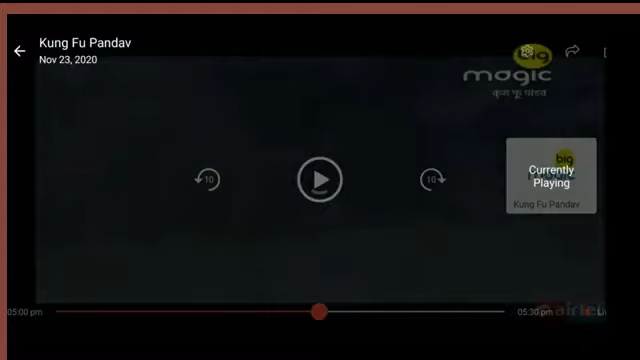 Kung Fu Pandav
Nov 23, 2020
big
magic
कुंग फू पांडव
10
10
big
Currently
Playing
Kung Fu Pandav
05:00 pm
05:30 pm
airtel